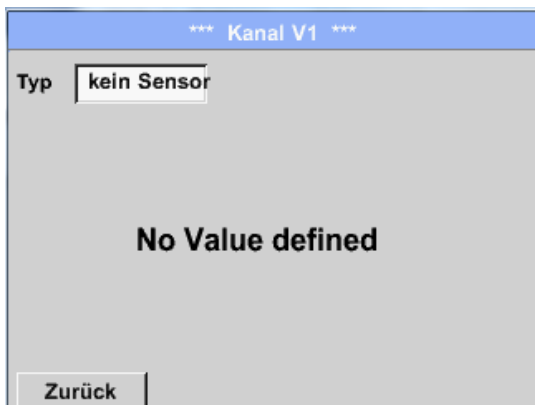 *** Kanal V1 ***
Typ kein Sensor
No Value defined
Zurück